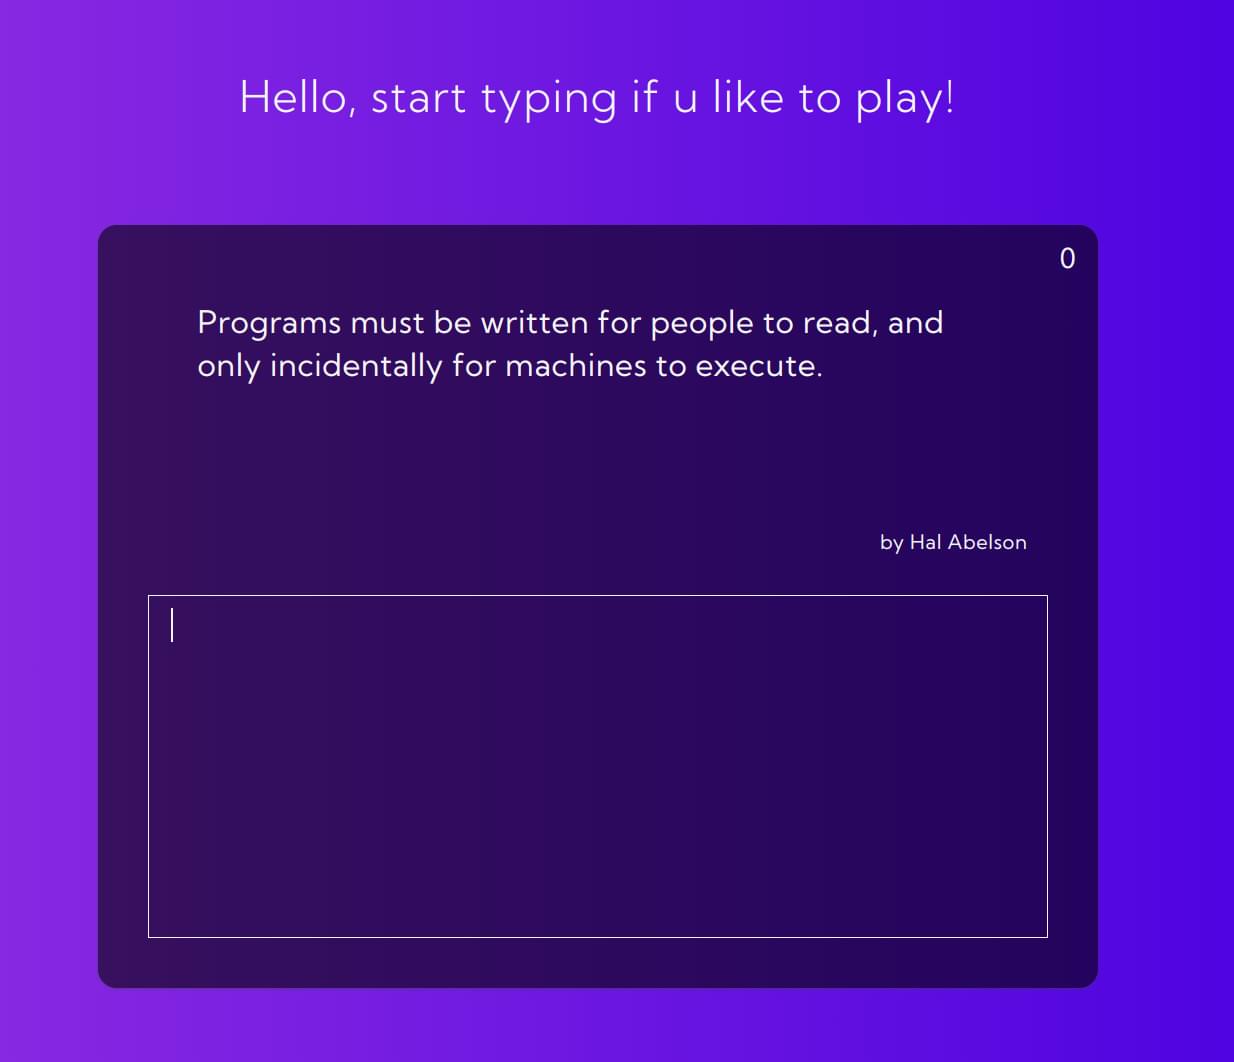 Hello, start typing if u like to play!
0
Programs must be written for people to read, and
only incidentally for machines to execute.
by Hal Abelson